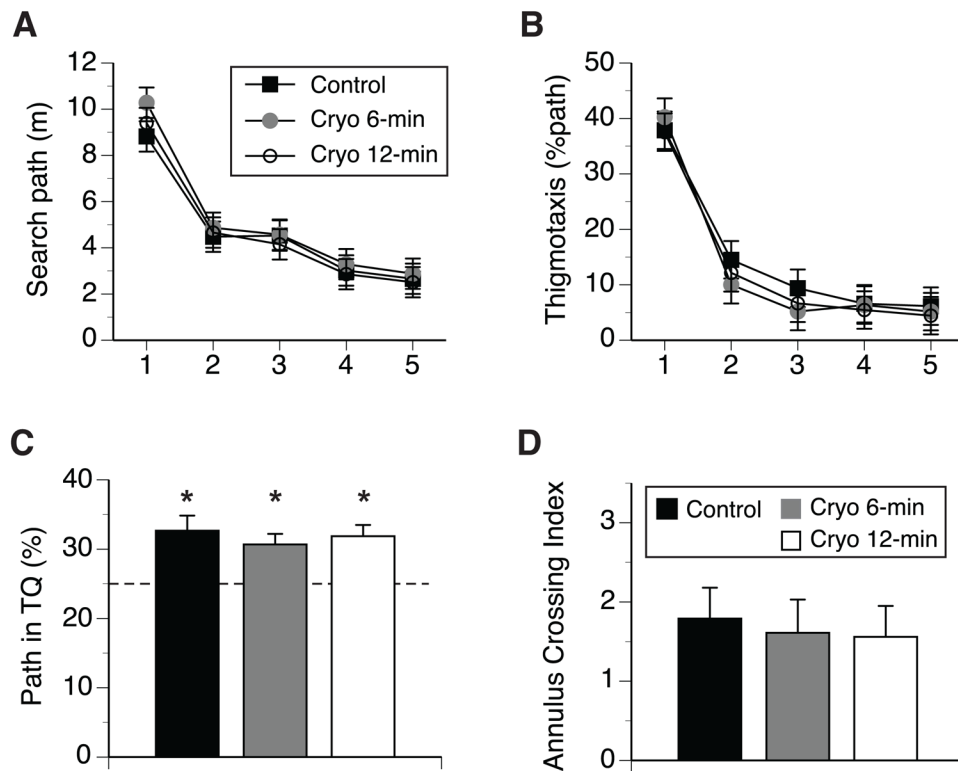 A
Search path (m)
12
10
8
6
4
2
0
Control
Cryo 6-min
Cryo 12-min
1 2 3 4 5
B
Thigmotaxis (%path)
50
40
30
20
10
0
1 2 3 4 5
C
Path in TQ (%)
40
30
20
10
0
* * *
D
Annulus Crossing Index
3
2
1
0
Control Cryo 6-min
Cryo 12-min